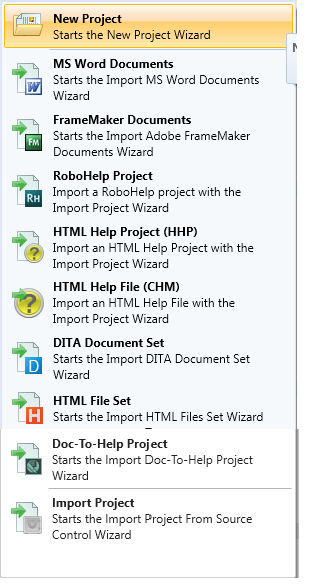 New Project
Starts the New Project Wizard
MS Word Documents
Starts the Import MS Word Documents
Wizard
FrameMaker Documents
Starts the Import Adobe FrameMaker
Documents Wizard
RoboHelp Project
Import a RoboHelp project with the
Import Project Wizard
HTML Help Project (HHP)
Import an HTML Help Project with the
Import Project Wizard
HTML Help File (CHM)
Import an HTML Help File with the
Import Project Wizard
DITA Document Set
Starts the Import DITA Document Set
Wizard
HTML File Set
Starts the Import HTML Files Set Wizard
Doc-To-Help Project
Starts the Import Doc-To-Help Project
Wizard
Import Project
Starts the Import Project From Source
Control Wizard